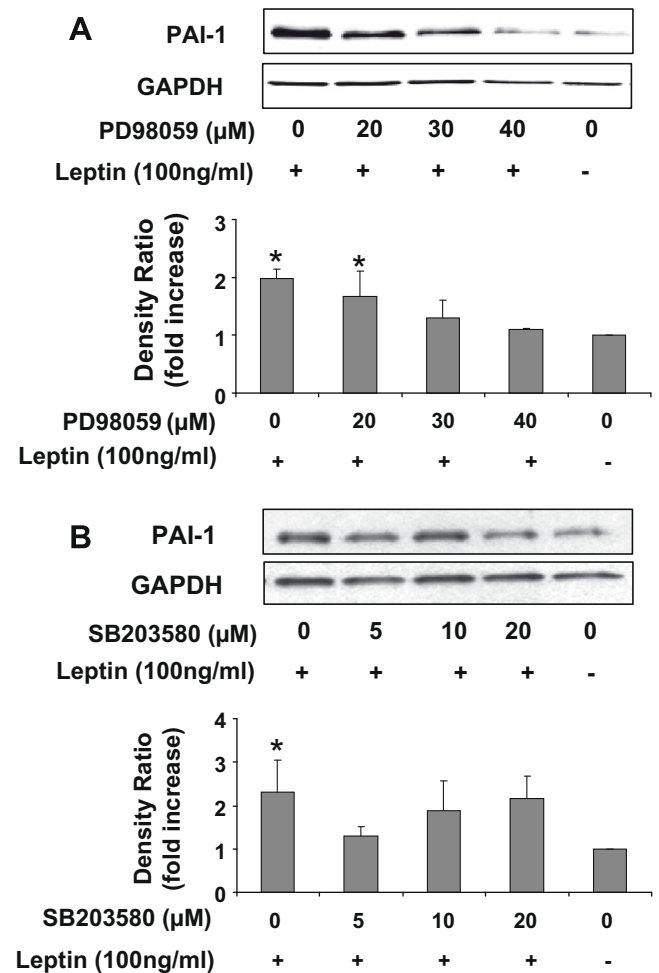 A
PAI-1
GAPDH
PD98059 (µM) 0 20 30 40 0
Leptin (100ng/ml) + + + + -
Density Ratio
(fold increase)
3
2
1
0
* *
PD98059 (µM) 0 20 30 40 0
Leptin (100ng/ml) + + + + -
B
PAI-1
GAPDH
SB203580 (µM) 0 5 10 20 0
Leptin (100ng/ml) + + + + -
Density Ratio
(fold increase)
4
3
2
1
0
*
SB203580 (µM) 0 5 10 20 0
Leptin (100ng/ml) + + + + -